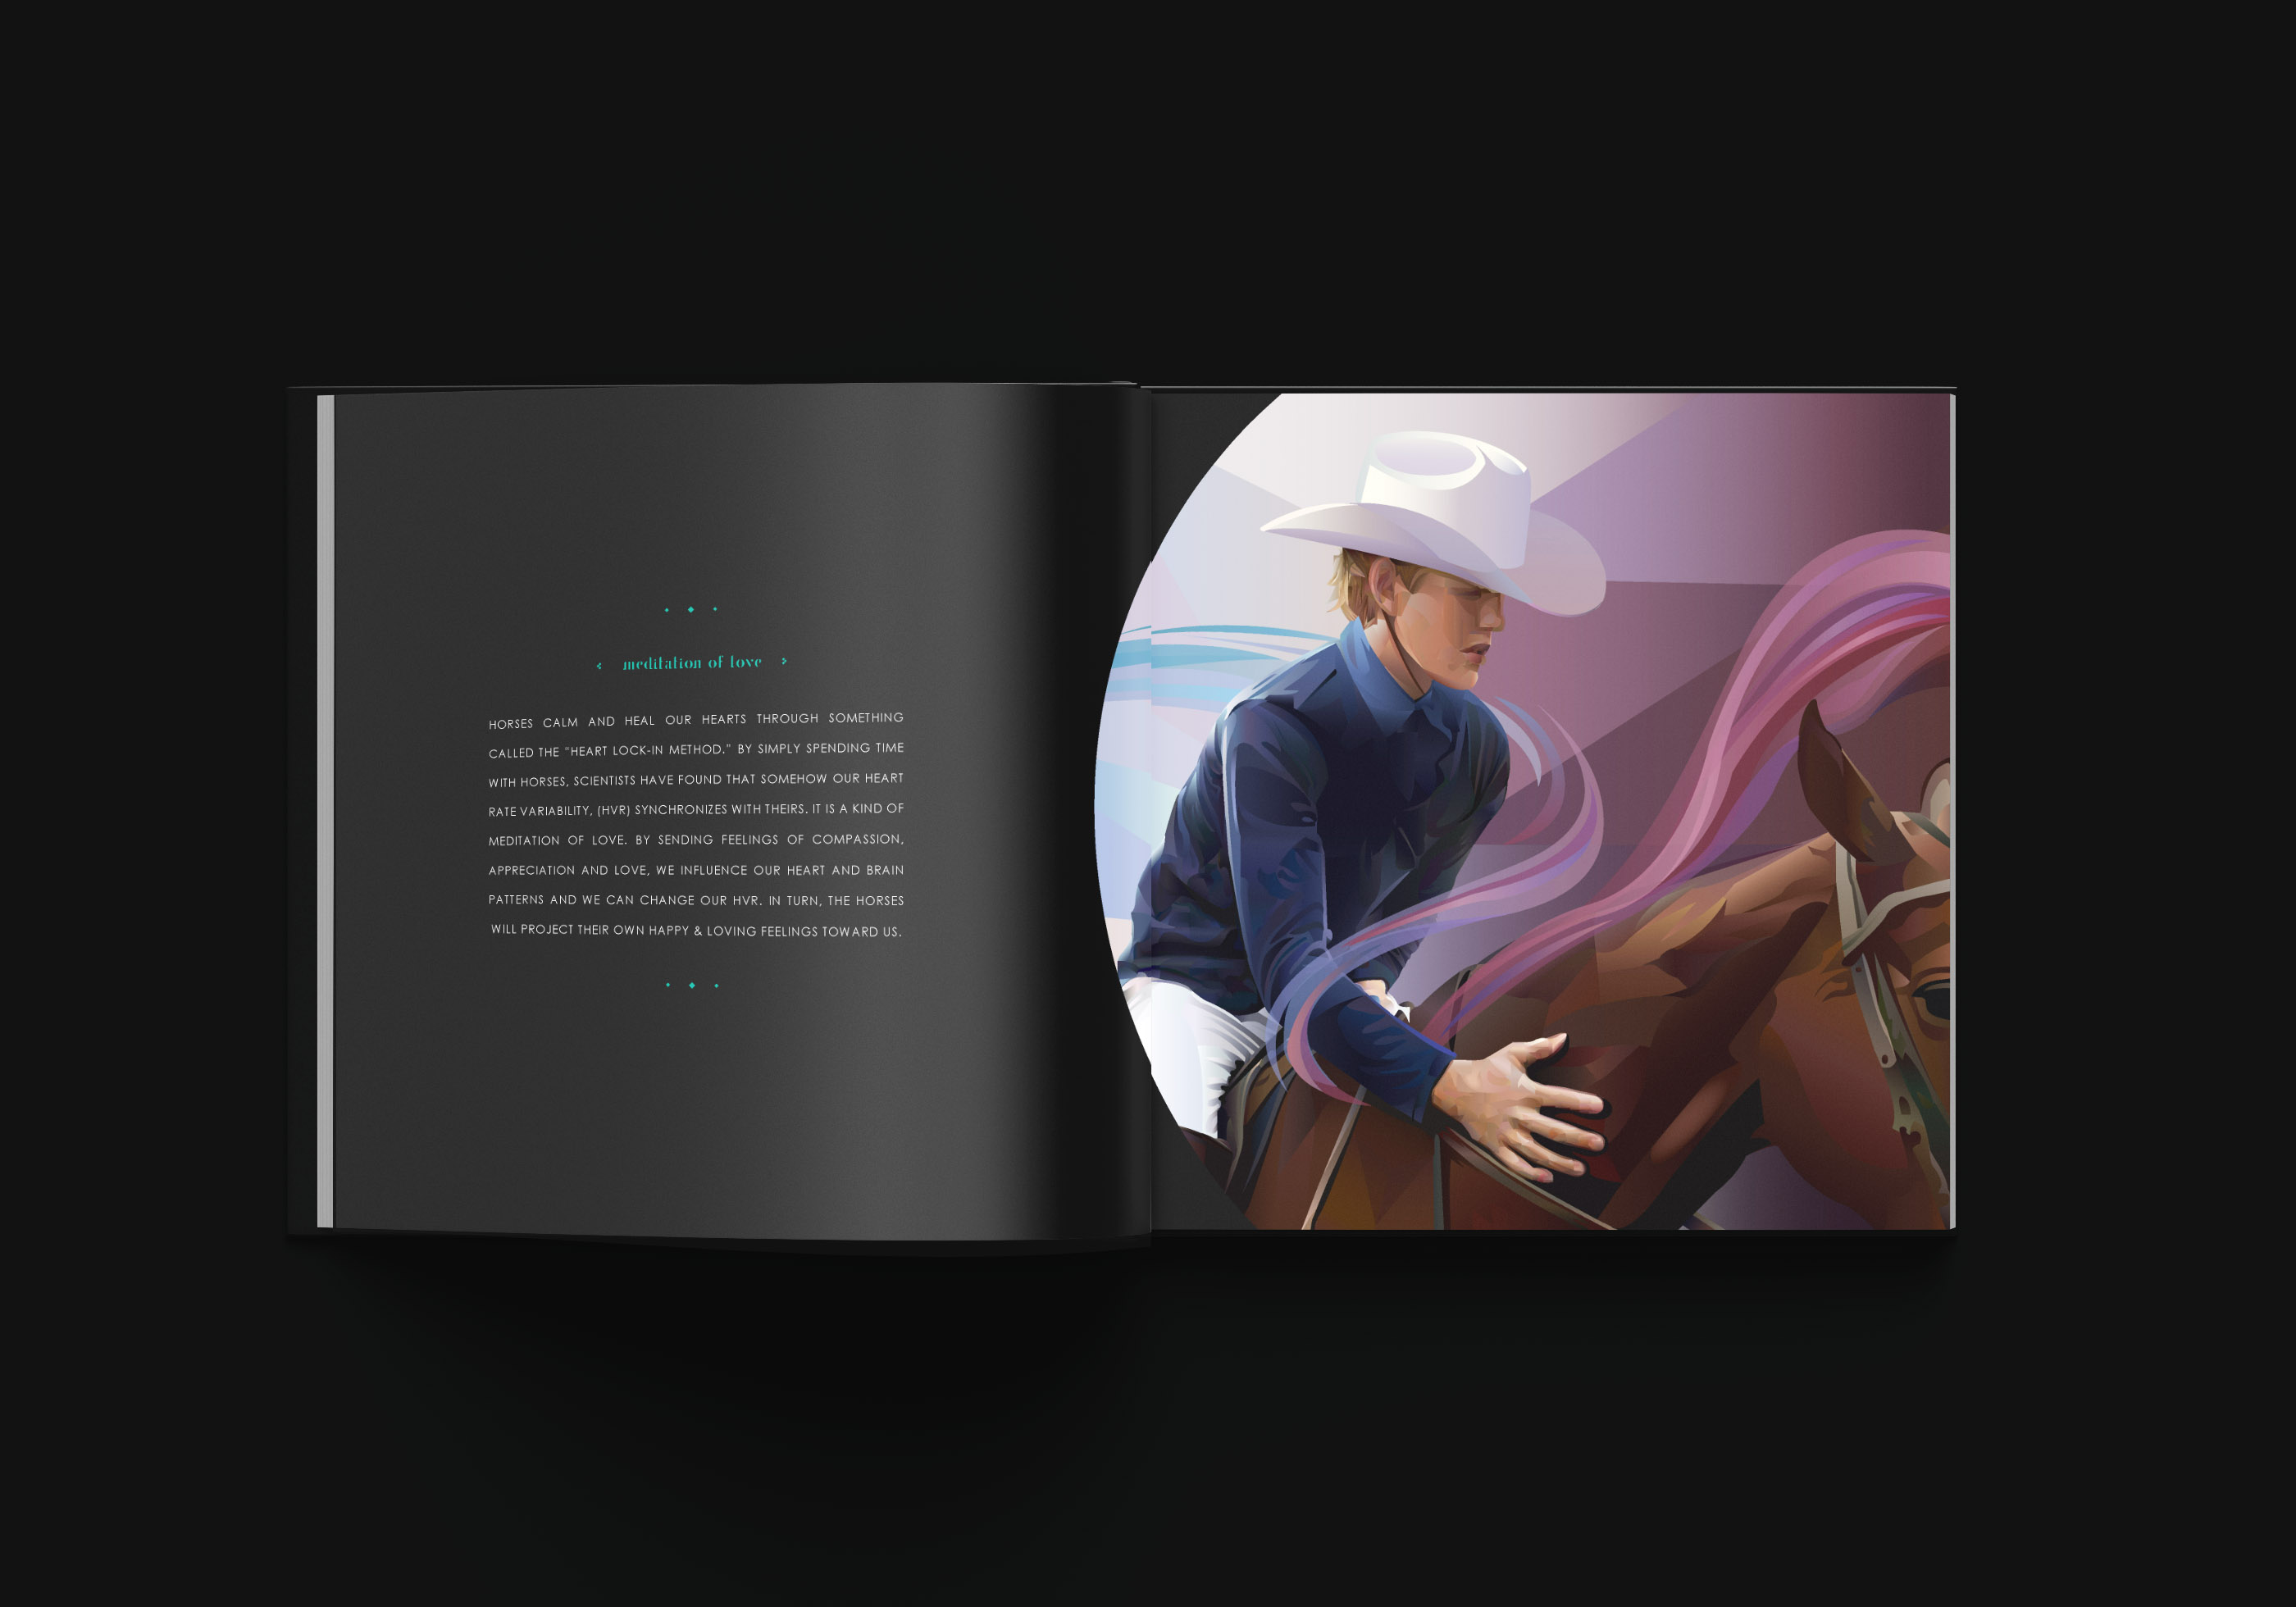 meditation of love
HORSES CALM AND HEAL OUR HEARTS THROUGH SOMETHING
CALLED THE "HEART LOCK-IN METHOD." BY SIMPLY SPENDING TIME
WITH HORSES, SCIENTISTS HAVE FOUND THAT SOMEHOW OUR HEART
RATE VARIABILITY, (HVR) SYNCHRONIZES WITH THEIRS. IT IS A KIND OF
MEDITATION OF LOVE. BY SENDING FEELINGS OF COMPASSION,
APPRECIATION AND LOVE, WE INFLUENCE OUR HEART AND BRAIN
PATTERNS AND WE CAN CHANGE OUR HVR. IN TURN, THE HORSES
WILL PROJECT THEIR OWN HAPPY & LOVING FEELINGS TOWARD US.